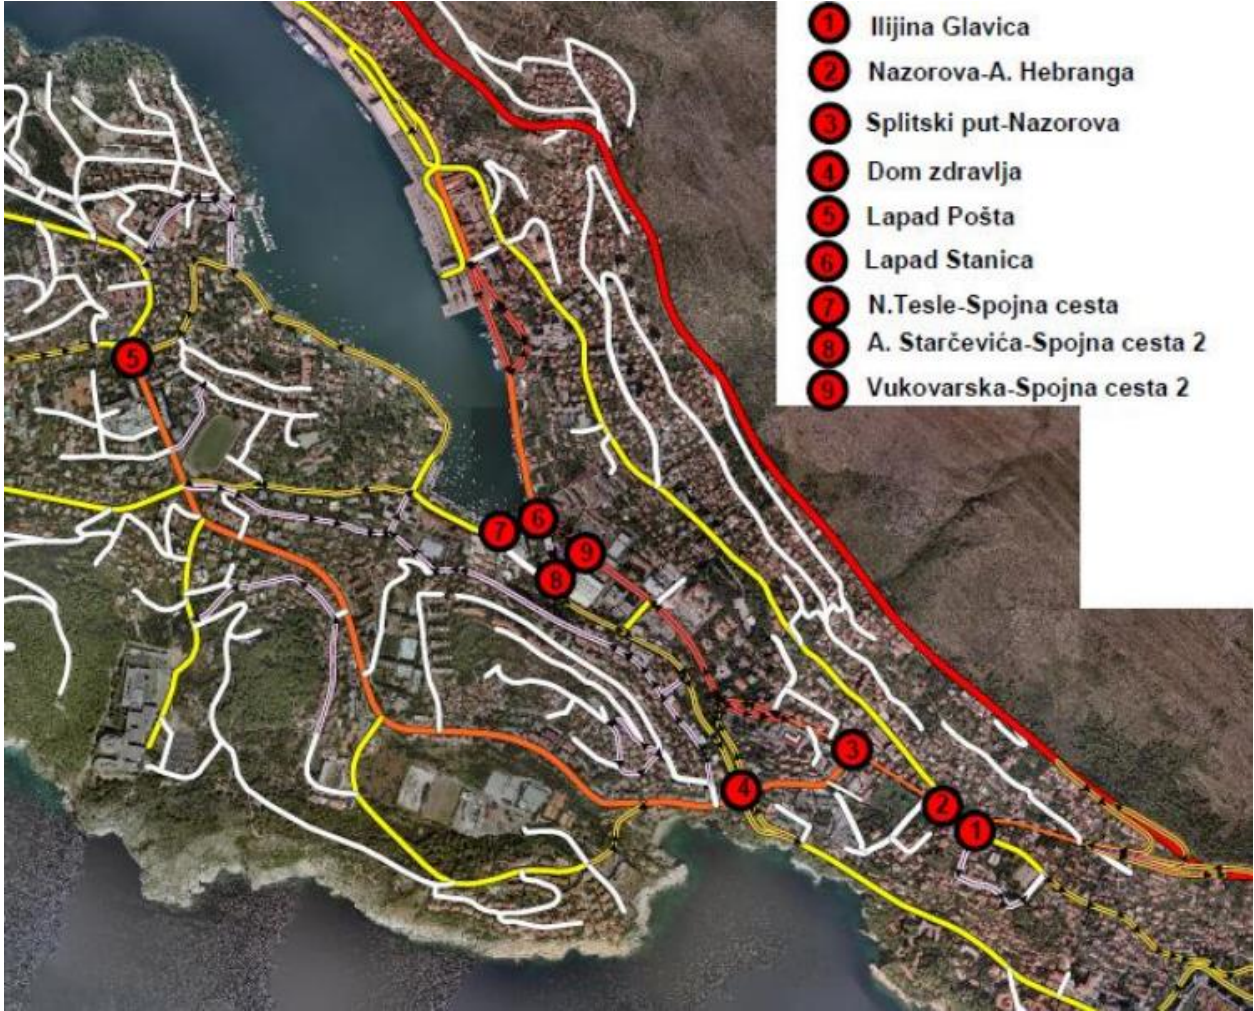 1 Ilijina Glavica
2 Nazorova-A. Hebranga
3 Splitski put-Nazorova
4 Dom zdravlja
5 Lapad Pošta
6 Lapad Stanica
7 N.Tesle-Spojna cesta
8 A. Starčevića-Spojna cesta 2
9 Vukovarska-Spojna cesta 2
5
6
7
9
8
3
4
2
1